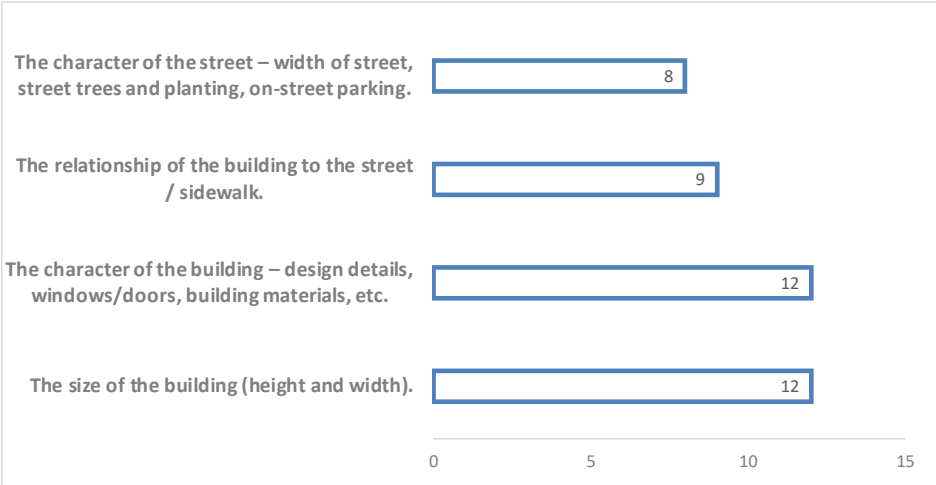 The character of the street – width of street,
street trees and planting, on-street parking.
8
The relationship of the building to the street
/ sidewalk.
9
The character of the building – design details,
windows/doors, building materials, etc.
12
The size of the building (height and width).
12
0 5 10 15